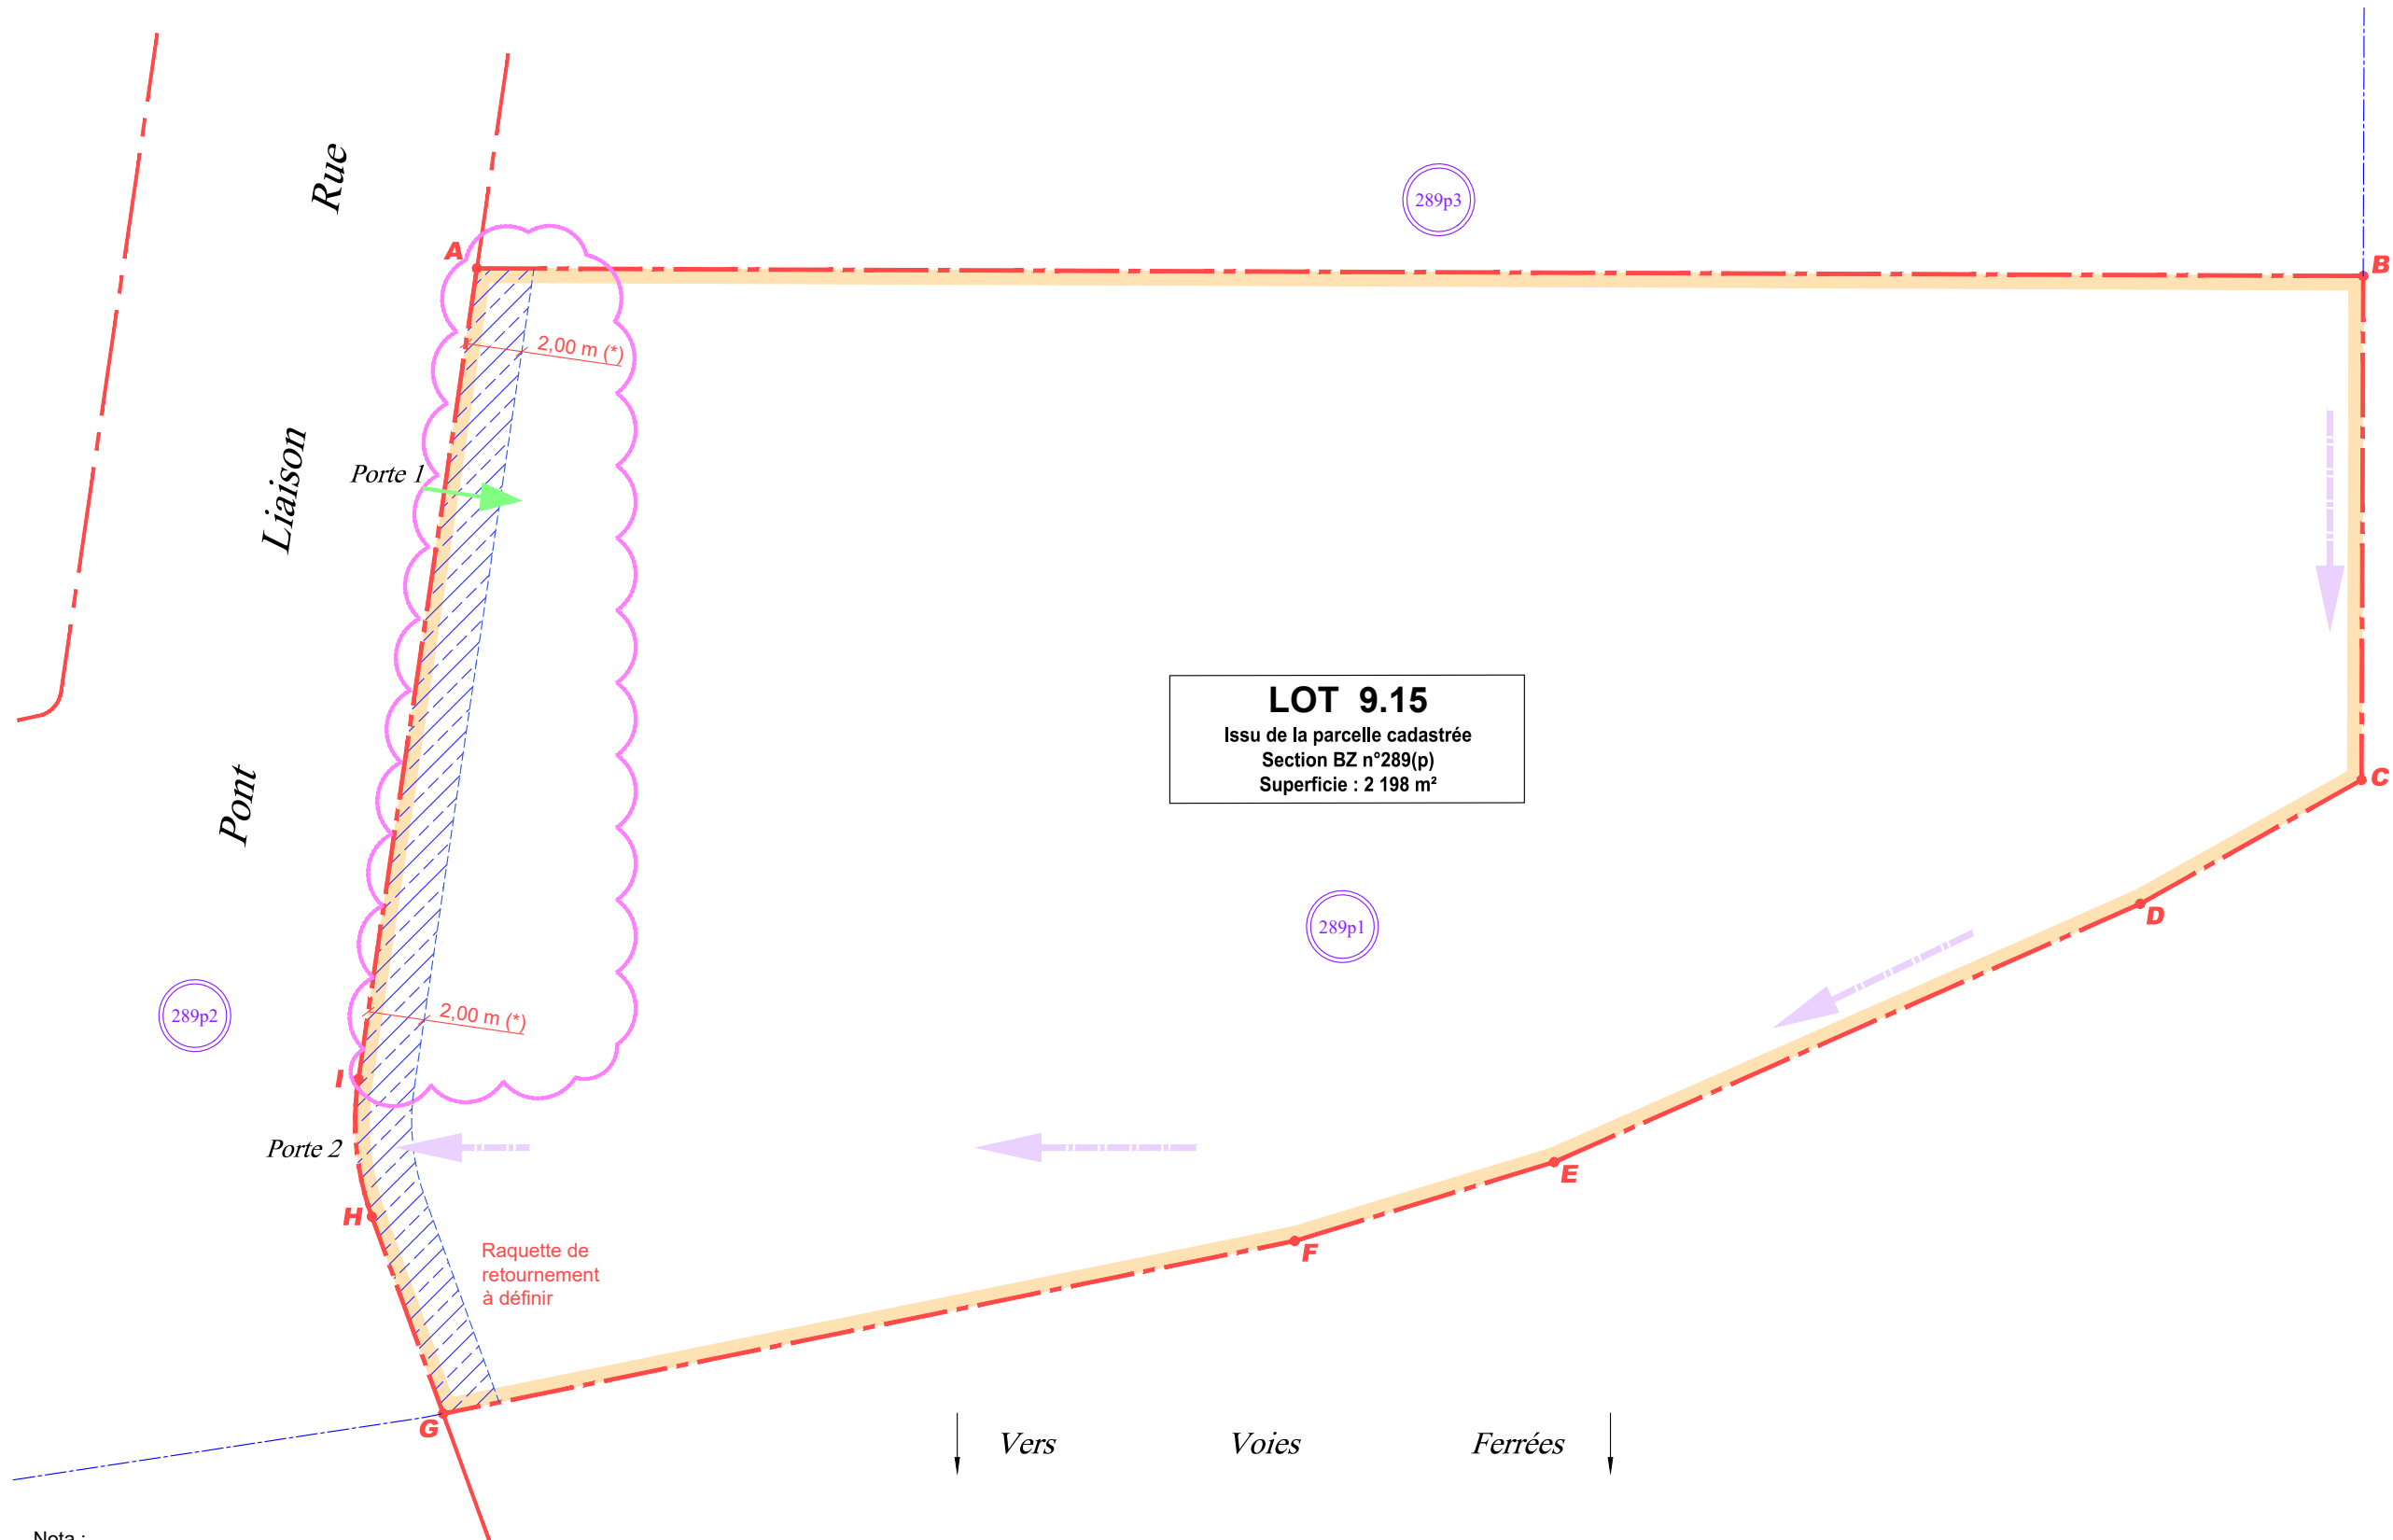 Rue
289p3
A
B
2,00 m (*)
Liaison
Porte 1
LOT 9.15
Issu de la parcelle cadastrée
Section BZ n°289(p)
Superficie : 2 198 m²
C
Pont
D
289p1
289p2
2,00 m (*)
I
Porte 2
E
H
F
Raquette de
retournement
à définir
G
Vers Voies Ferrées
Nota :